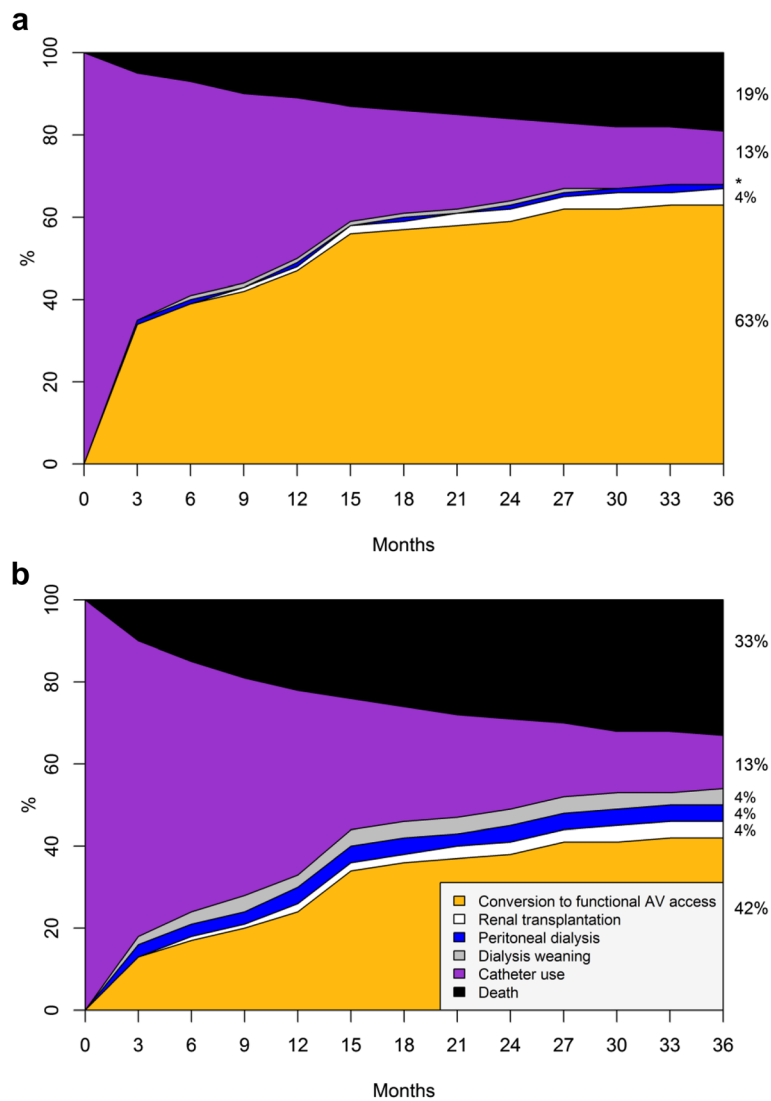 a
100
80
60
40
20
0
%
19%
13%
*
4%
63%
0 3 6 9 12 15 18 21 24 27 30 33 36
Months
b
100
80
60
40
20
0
%
33%
13%
4%
4%
4%
42%
Conversion to functional AV access
Renal transplantation
Peritoneal dialysis
Dialysis weaning
Catheter use
Death
0 3 6 9 12 15 18 21 24 27 30 33 36
Months